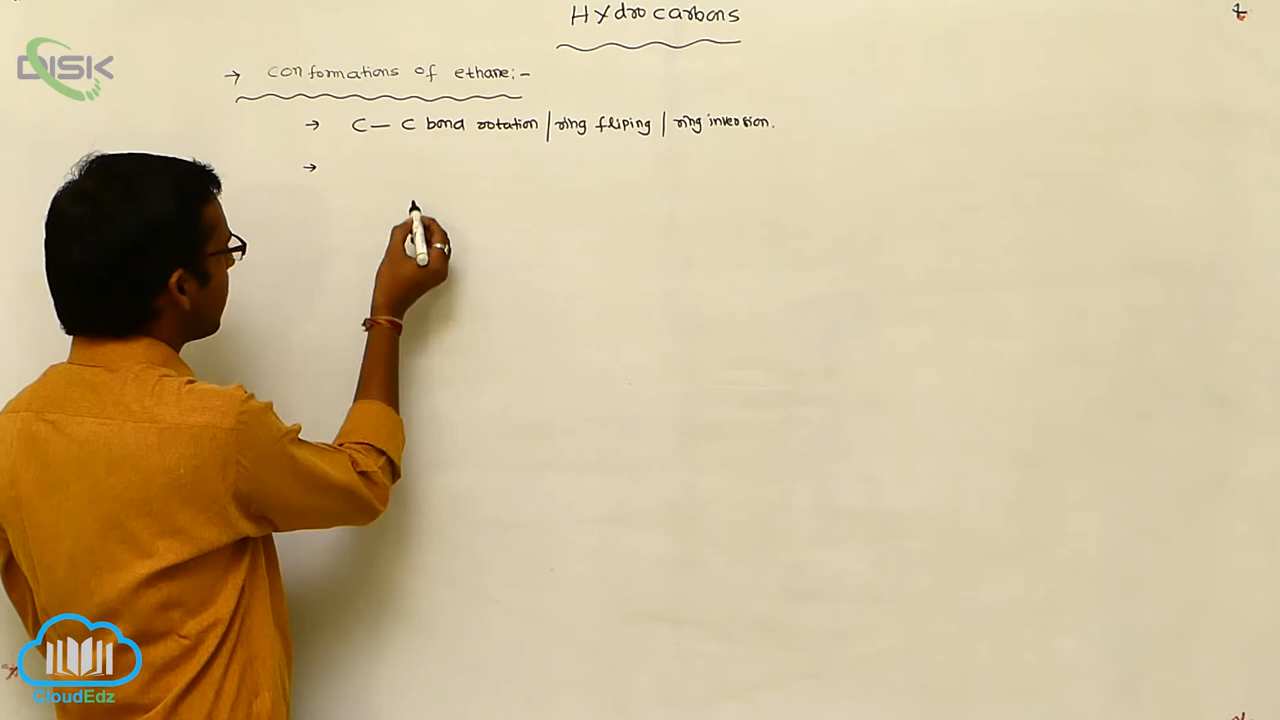 Hydrocarbons
DISK
→ conformations of ethane:-
→ C — C bond rotation / ring fliping / ring inversion.
→
CloudEdz